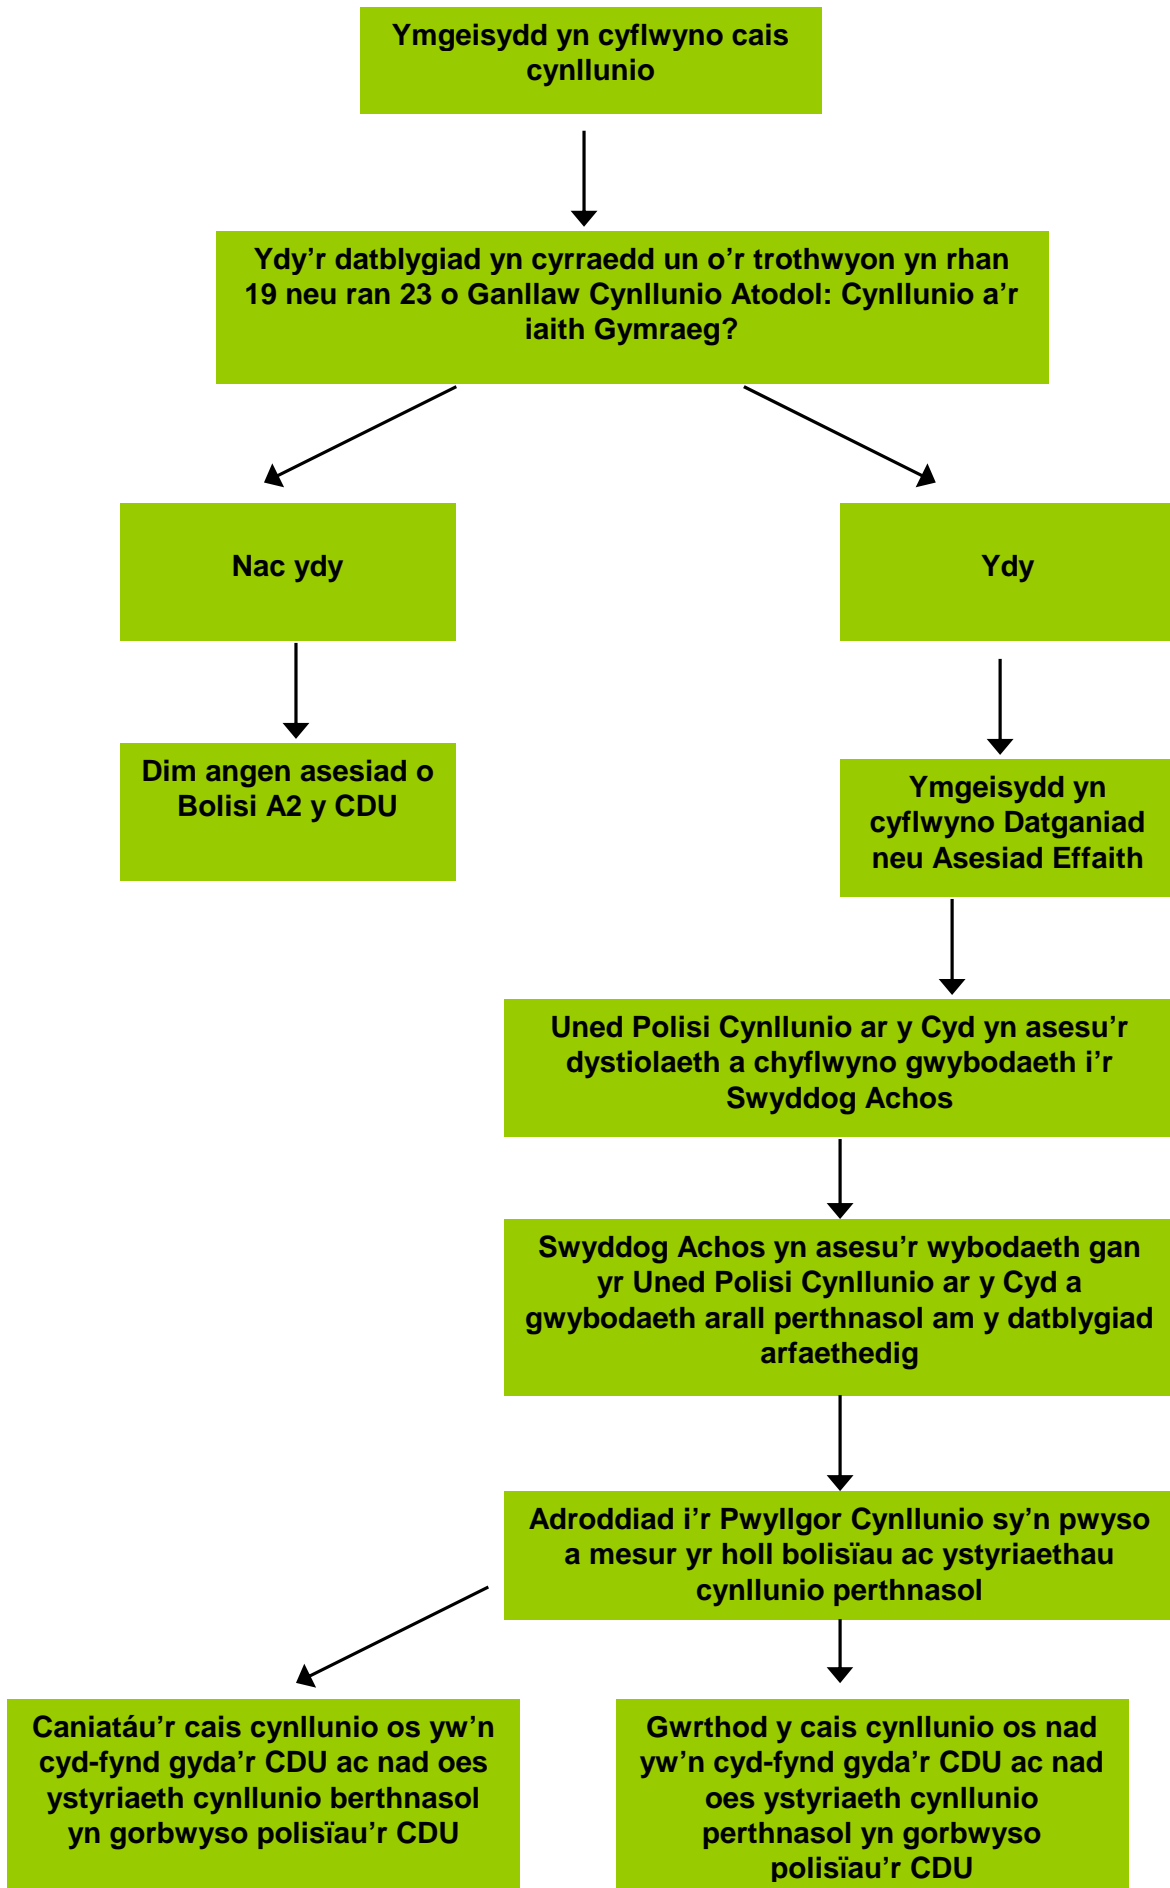 Ymgeisydd yn cyflwyno cais
cynllunio
Ydy’r datblygiad yn cyrraedd un o’r trothwyon yn rhan
19 neu ran 23 o Ganllaw Cynllunio Atodol: Cynllunio a’r
iaith Gymraeg?
Nac ydy
Ydy
Dim angen asesiad o
Bolisi A2 y CDU
Ymgeisydd yn
cyflwyno Datganiad
neu Asesiad Effaith
Uned Polisi Cynllunio ar y Cyd yn asesu’r
dystiolaeth a chyflwyno gwybodaeth i’r
Swyddog Achos
Swyddog Achos yn asesu’r wybodaeth gan
yr Uned Polisi Cynllunio ar y Cyd a
gwybodaeth arall perthnasol am y datblygiad
arfaethedig
Adroddiad i’r Pwyllgor Cynllunio sy’n pwyso
a mesur yr holl bolisïau ac ystyriaethau
cynllunio perthnasol
Caniatáu’r cais cynllunio os yw’n
cyd-fynd gyda’r CDU ac nad oes
ystyriaeth cynllunio berthnasol
yn gorbwyso polisïau’r CDU
Gwrthod y cais cynllunio os nad
yw’n cyd-fynd gyda’r CDU ac nad
oes ystyriaeth cynllunio
perthnasol yn gorbwyso
polisïau’r CDU